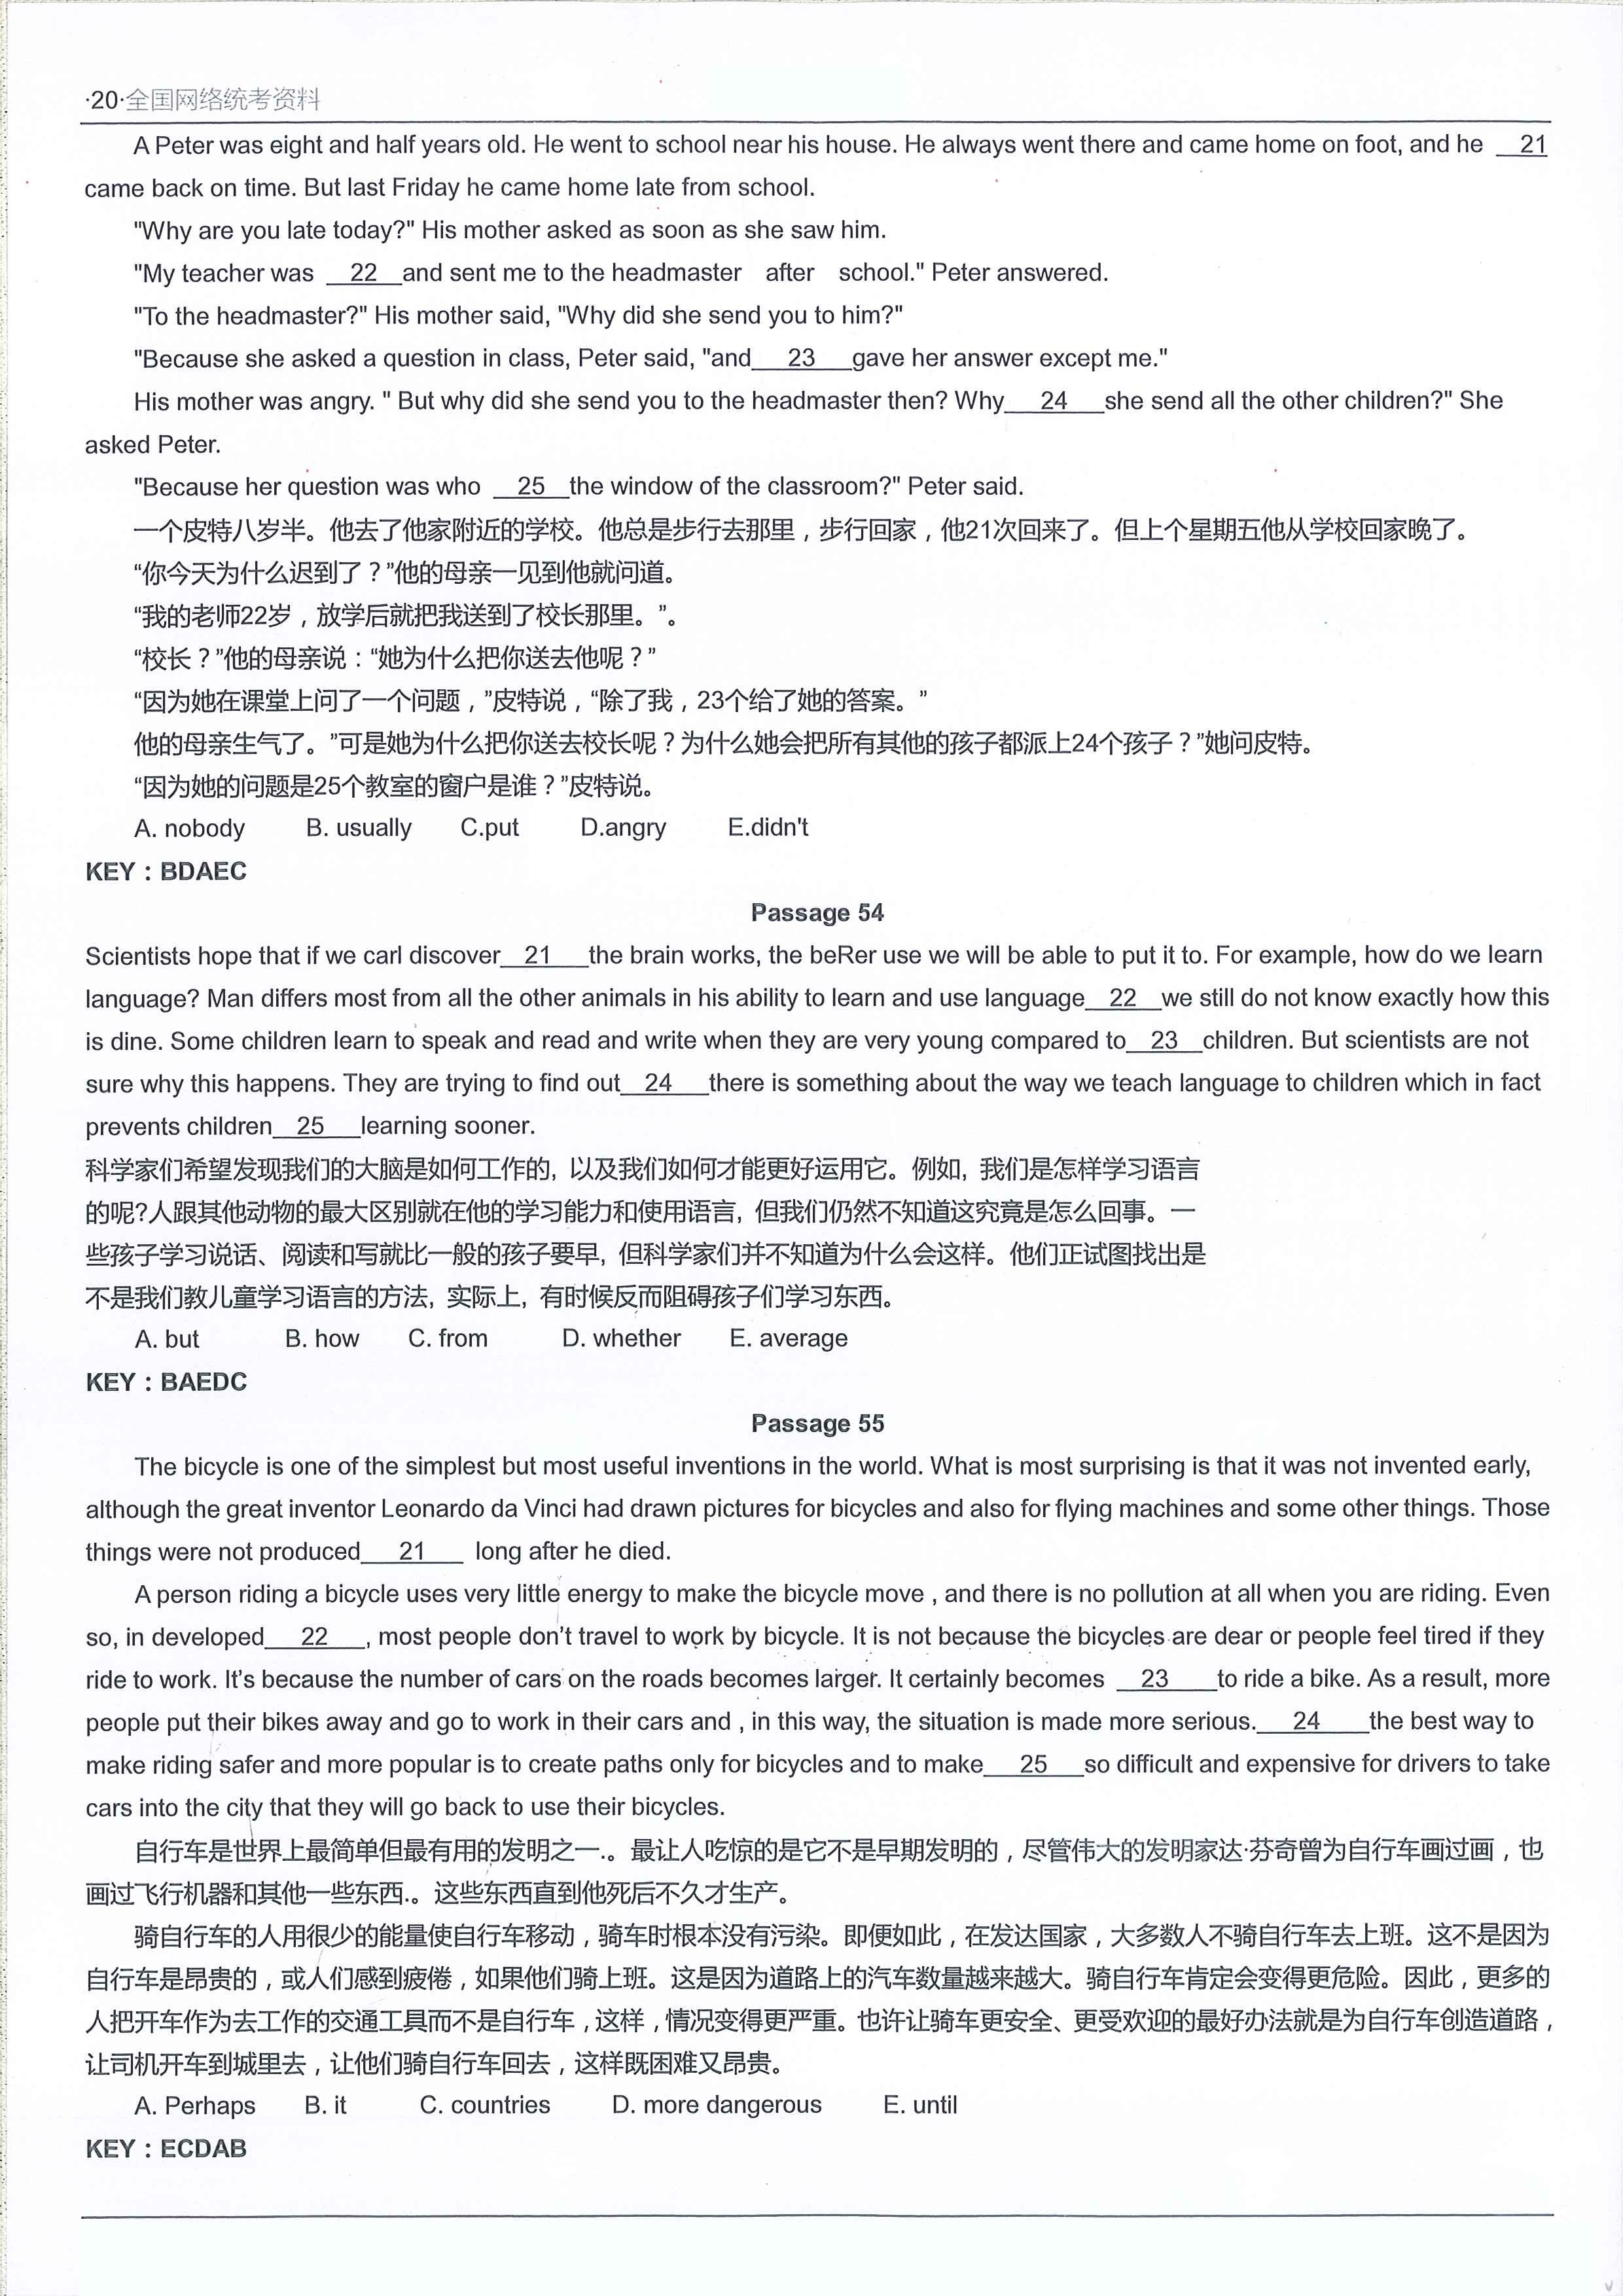 ·20·全国网络统考资料
A Peter was eight and half years old. He went to school near his house. He always went there and came home on foot, and he __21
came back on time. But last Friday he came home late from school.
"Why are you late today?" His mother asked as soon as she saw him.
"My teacher was __22__and sent me to the headmaster after school." Peter answered.
"To the headmaster?" His mother said, "Why did she send you to him?"
"Because she asked a question in class, Peter said, "and__23__gave her answer except me."
His mother was angry. " But why did she send you to the headmaster then? Why__24__she send all the other children?" She
asked Peter.
"Because her question was who __25__the window of the classroom?" Peter said.
一个皮特八岁半。他去了他家附近的学校。他总是步行去那里，步行回家，他21次回来了。但上个星期五他从学校回家晚了。
“你今天为什么迟到了？”他的母亲一见到他就问道。
“我的老师22岁，放学后就把我送到了校长那里。”。
“校长？”他的母亲说：“她为什么把你送去他呢？”
“因为她在课堂上问了一个问题，”皮特说，“除了我，23个给了她的答案。”
他的母亲生气了。”可是她为什么把你送去校长呢？为什么她会把所有其他的孩子都派上24个孩子？”她问皮特。
“因为她的问题是25个教室的窗户是谁？”皮特说。
A. nobody B. usually C.put D.angry E.didn't
KEY：BDAEC
Passage 54
Scientists hope that if we carl discover__21__the brain works, the beRer use we will be able to put it to. For example, how do we learn
language? Man differs most from all the other animals in his ability to learn and use language__22__we still do not know exactly how this
is dine. Some children learn to speak and read and write when they are very young compared to__23__children. But scientists are not
sure why this happens. They are trying to find out__24__there is something about the way we teach language to children which in fact
prevents children__25__learning sooner.
科学家们希望发现我们的大脑是如何工作的, 以及我们如何才能更好运用它。例如, 我们是怎样学习语言
的呢?人跟其他动物的最大区别就在他的学习能力和使用语言, 但我们仍然不知道这究竟是怎么回事。一
些孩子学习说话、阅读和写就比一般的孩子要早, 但科学家们并不知道为什么会这样。他们正试图找出是
不是我们教儿童学习语言的方法, 实际上, 有时候反而阻碍孩子们学习东西。
A. but B. how C. from D. whether E. average
KEY：BAEDC
Passage 55
The bicycle is one of the simplest but most useful inventions in the world. What is most surprising is that it was not invented early,
although the great inventor Leonardo da Vinci had drawn pictures for bicycles and also for flying machines and some other things. Those
things were not produced__21__ long after he died.
A person riding a bicycle uses very little energy to make the bicycle move , and there is no pollution at all when you are riding. Even
so, in developed__22__, most people don’t travel to work by bicycle. It is not because the bicycles are dear or people feel tired if they
ride to work. It’s because the number of cars on the roads becomes larger. It certainly becomes __23__to ride a bike. As a result, more
people put their bikes away and go to work in their cars and , in this way, the situation is made more serious.__24__the best way to
make riding safer and more popular is to create paths only for bicycles and to make__25__so difficult and expensive for drivers to take
cars into the city that they will go back to use their bicycles.
自行车是世界上最简单但最有用的发明之一.。最让人吃惊的是它不是早期发明的，尽管伟大的发明家达·芬奇曾为自行车画过画，也
画过飞行机器和其他一些东西.。这些东西直到他死后不久才生产。
骑自行车的人用很少的能量使自行车移动，骑车时根本没有污染。即便如此，在发达国家，大多数人不骑自行车去上班。这不是因为
自行车是昂贵的，或人们感到疲倦，如果他们骑上班。这是因为道路上的汽车数量越来越大。骑自行车肯定会变得更危险。因此，更多的
人把开车作为去工作的交通工具而不是自行车，这样，情况变得更严重。也许让骑车更安全、更受欢迎的最好办法就是为自行车创造道路，
让司机开车到城里去，让他们骑自行车回去，这样既困难又昂贵。
A. Perhaps B. it C. countries D. more dangerous E. until
KEY：ECDAB